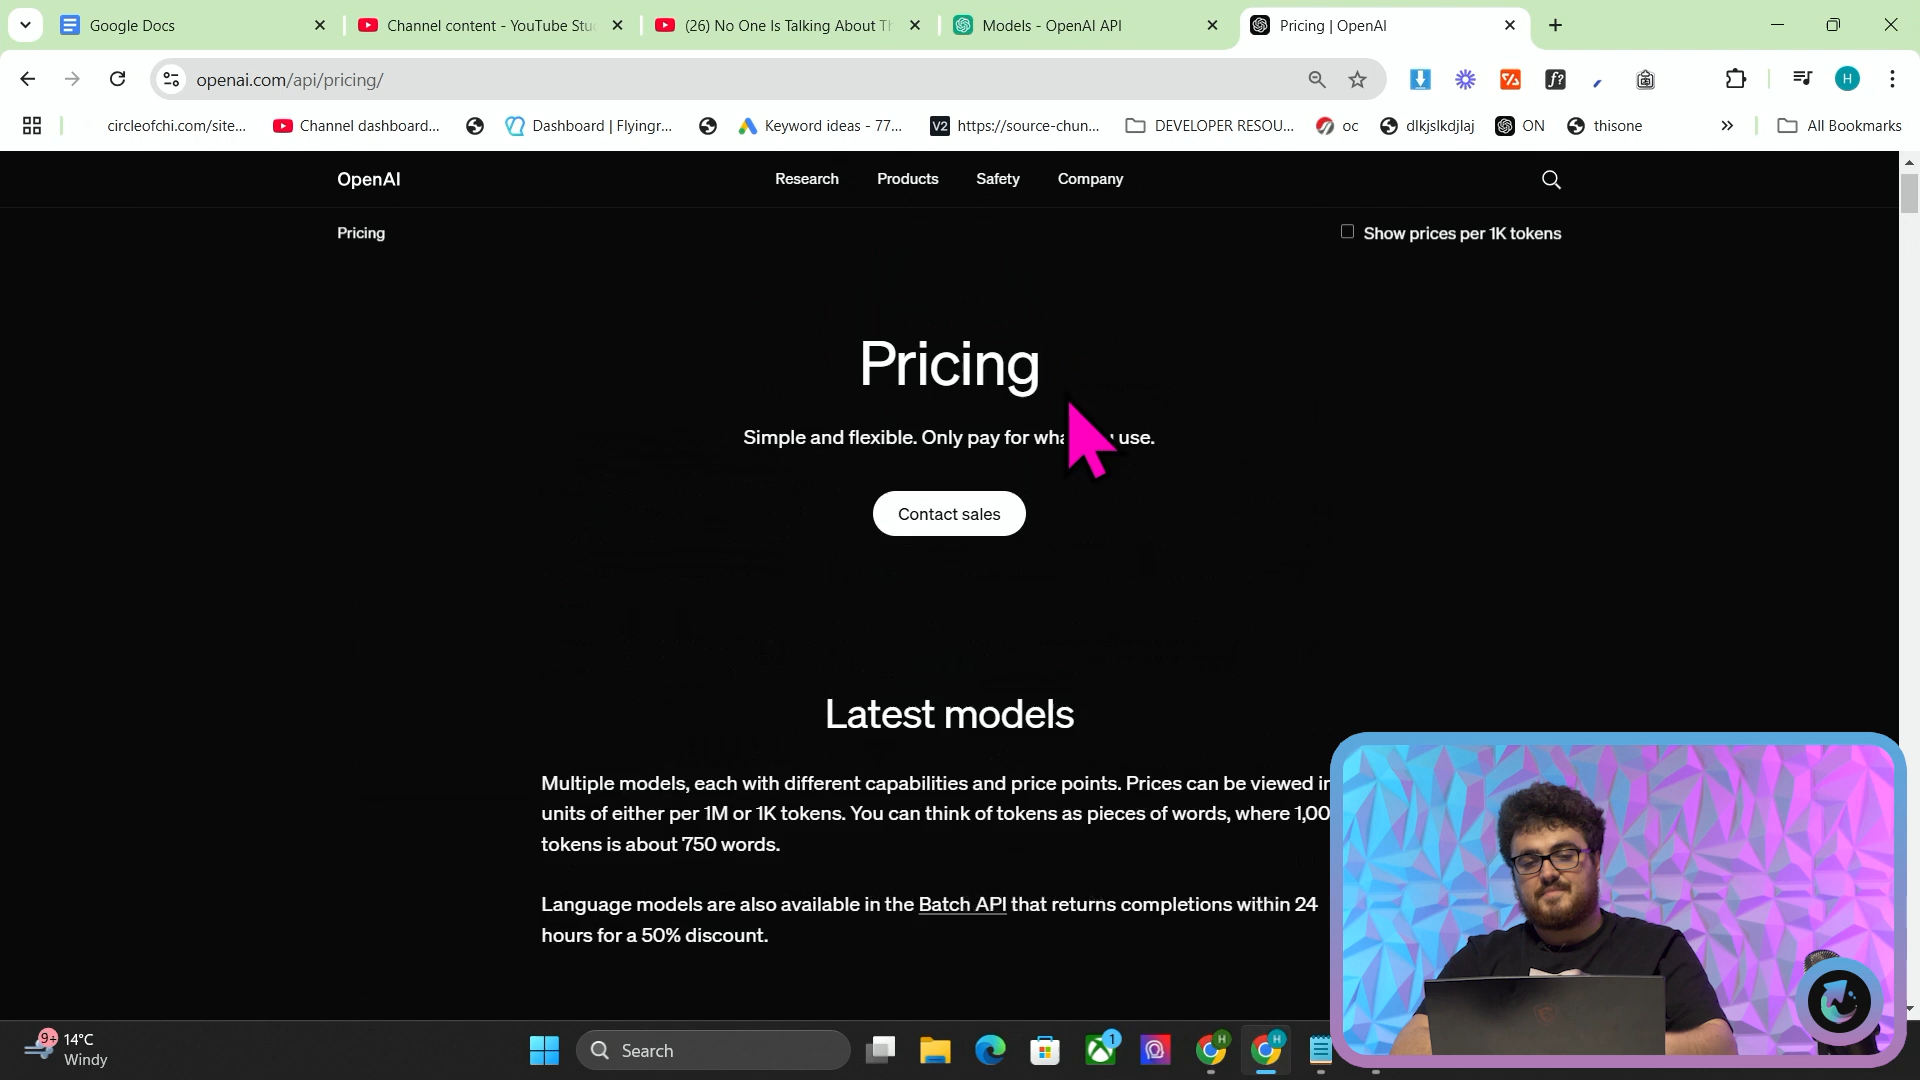 Google Docs
Channel content - YouTube Stu
(26) No One Is Talking About Th
Models - OpenAI API
Pricing | OpenAI
openai.com/api/pricing/
H
circleofchi.com/site...
Channel dashboard...
Dashboard | Flyingr...
Keyword ideas - 77...
V2
https://source-chun...
DEVELOPER RESOU...
oc
dlkjslkdjlaj
ON
thisone
All Bookmarks
OpenAI
Research
Products
Safety
Company
Pricing
Show prices per 1K tokens
Pricing
Simple and flexible. Only pay for wha use.
Contact sales
Latest models
Multiple models, each with different capabilities and price points. Prices can be viewed in
units of either per 1M or 1K tokens. You can think of tokens as pieces of words, where 1,00
tokens is about 750 words.
Language models are also available in the Batch API that returns completions within 24
hours for a 50% discount.
9+
14°C
Windy
Search
1
H
H